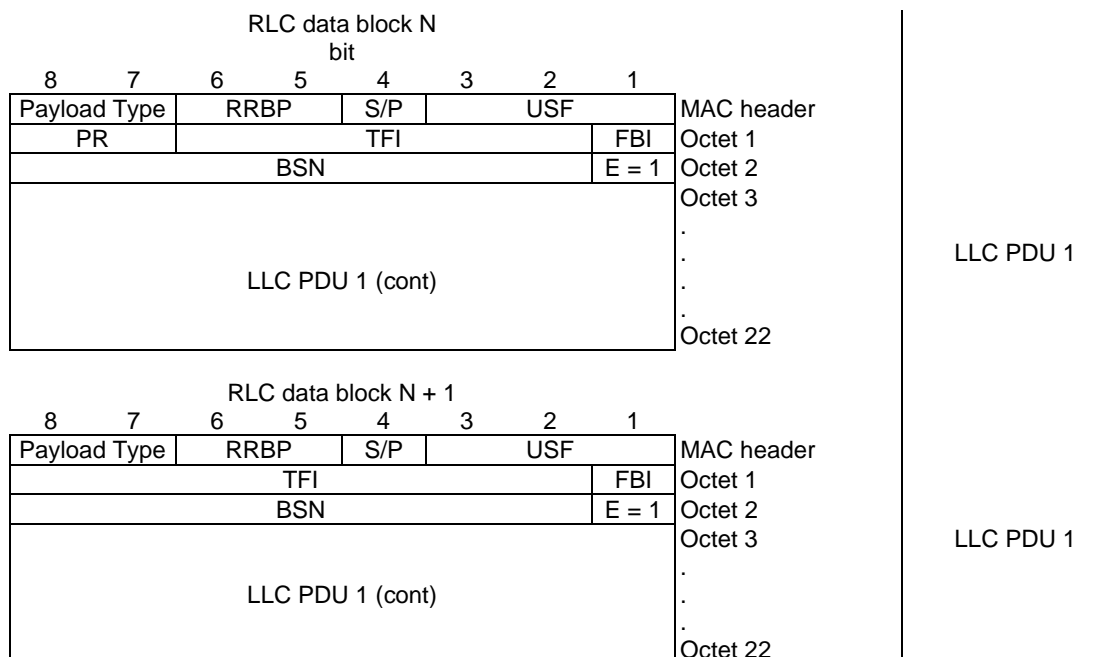 RLC data block N
bit
8 7 6 5 4 3 2 1
Payload Type RRBP S/P USF MAC header
PR TFI FBI Octet 1
BSN E = 1 Octet 2
Octet 3
.
. LLC PDU 1
LLC PDU 1 (cont) .
.
Octet 22
RLC data block N + 1
8 7 6 5 4 3 2 1
Payload Type RRBP S/P USF MAC header
TFI FBI Octet 1
BSN E = 1 Octet 2
Octet 3 LLC PDU 1
.
LLC PDU 1 (cont) .
.
Octet 22